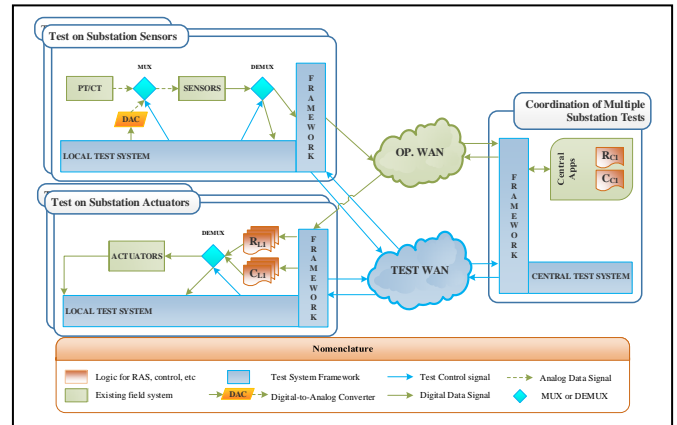 Test on Substation Sensors
MUX
DEMUX
PT/CT
SENSORS
DAC
LOCAL TEST SYSTEM
FRAMEWORK
Test on Substation Actuators
DEMUX
ACTUATORS
RL1
CL1
LOCAL TEST SYSTEM
FRAMEWORK
OP. WAN
TEST WAN
Coordination of Multiple
Substation Tests
FRAMEWORK
Central
Apps
RC1
CC1
CENTRAL TEST SYSTEM
Nomenclature
Logic for RAS, control, etc
Test System Framework
Test Control signal
Analog Data Signal
Existing field system
DAC
Digital-to-Analog Converter
Digital Data Signal
MUX or DEMUX